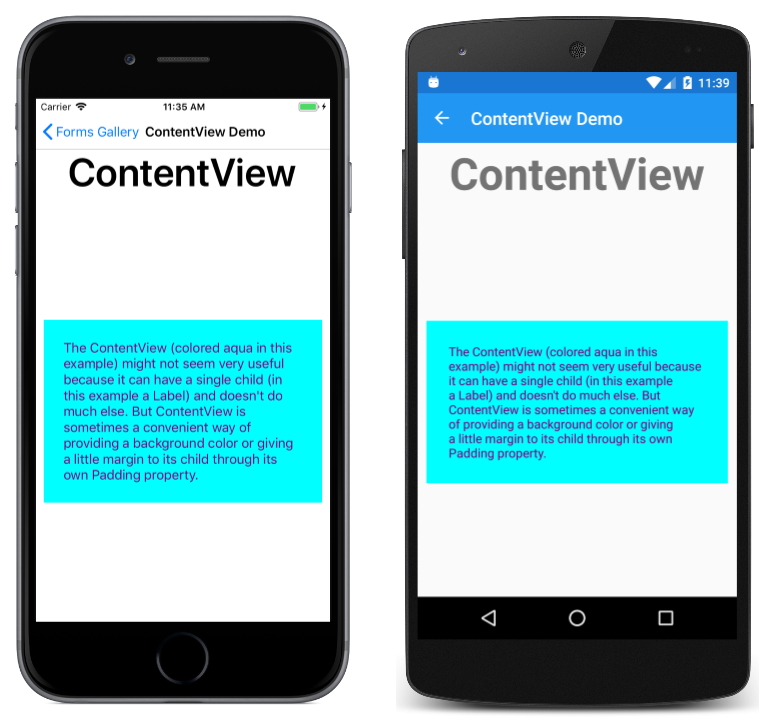 Carrier 11:35 AM
Forms Gallery ContentView Demo
ContentView
The ContentView (colored aqua in this
example) might not seem very useful
because it can have a single child (in
this example a Label) and doesn't do
much else. But ContentView is
sometimes a convenient way of
providing a background color or giving
a little margin to its child through its
own Padding property.
11:39
ContentView Demo
ContentView
The ContentView (colored aqua in this
example) might not seem very useful because
it can have a single child (in this example
a Label) and doesn't do much else. But
ContentView is sometimes a convenient way
of providing a background color or giving
a little margin to its child through its own
Padding property.